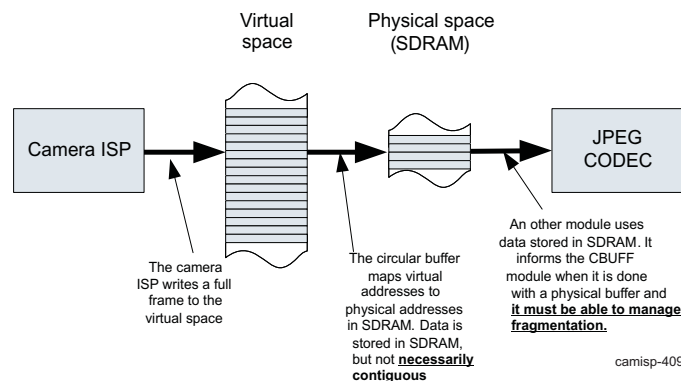 Virtual
space
Physical space
(SDRAM)
Camera ISP
JPEG
CODEC
The camera
ISP writes a full
frame to the
virtual space
The circular buffer
maps virtual
addresses to
physical addresses
in SDRAM. Data is
stored in SDRAM,
but not necessarily
contiguous
An other module uses
data stored in SDRAM. It
informs the CBUFF
module when it is done
with a physical buffer and
it must be able to manage
fragmentation.
camisp-409